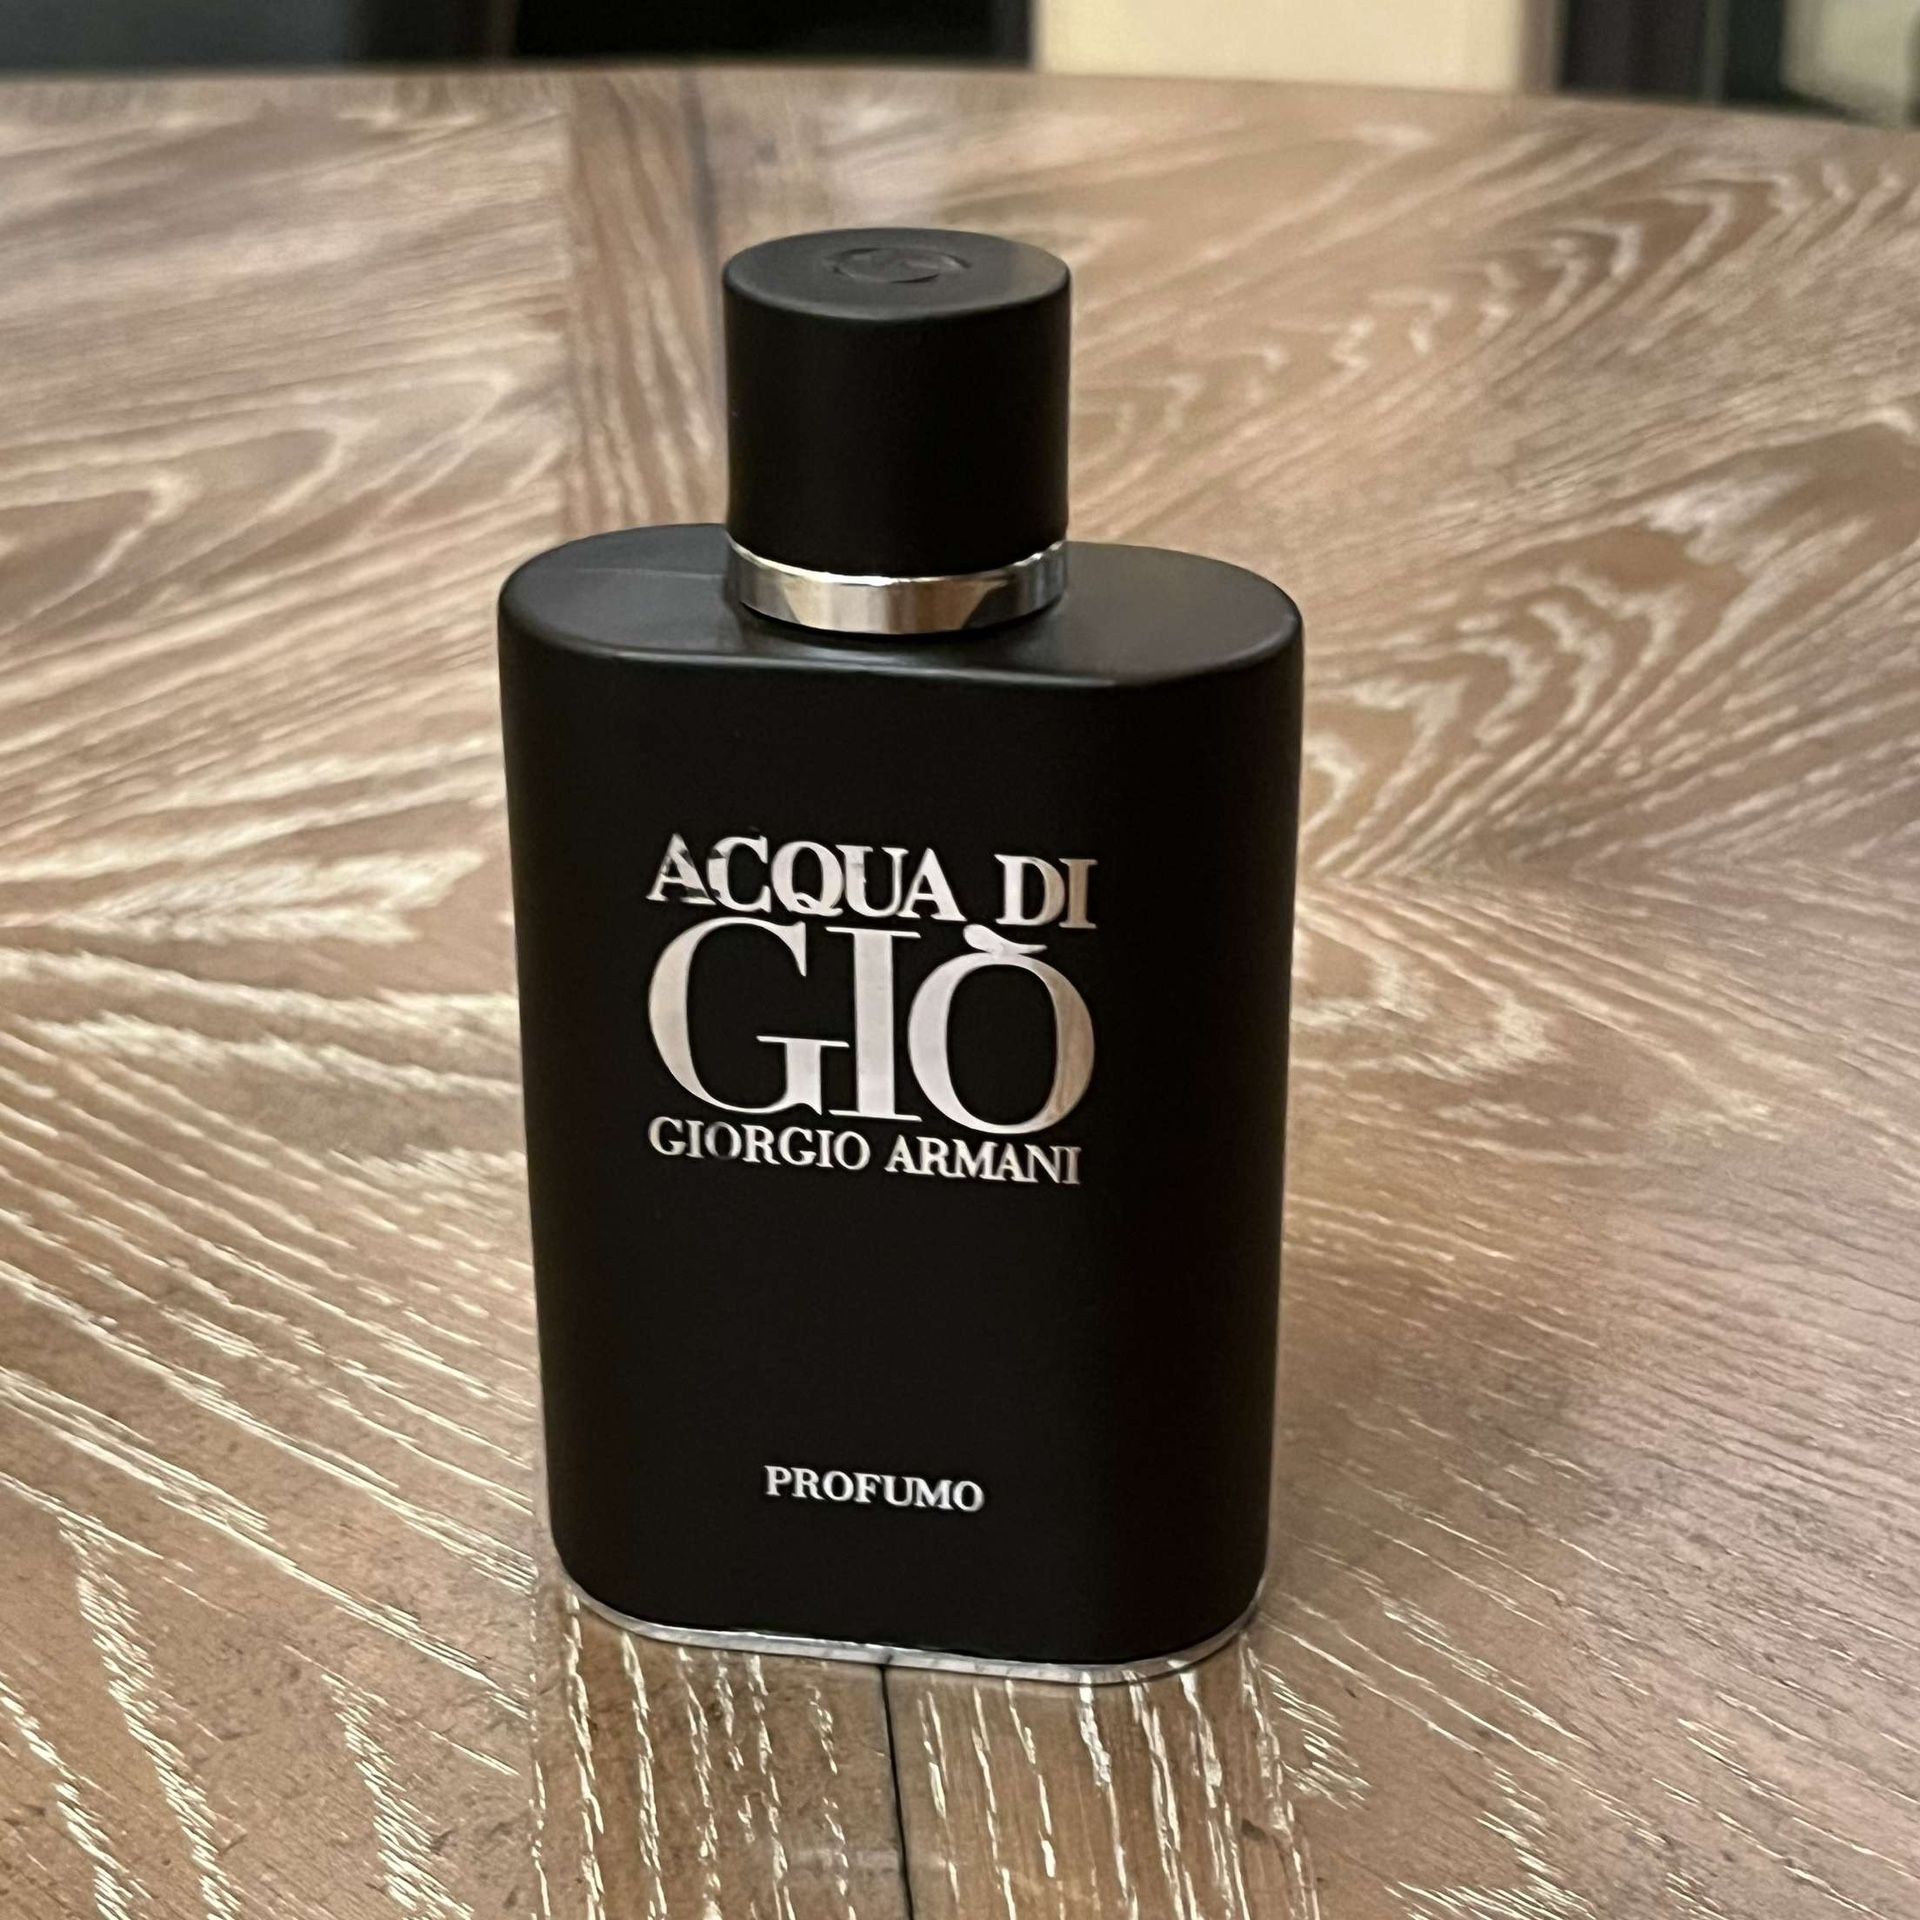 ACQUA DI
GIÒ
GIORGIO ARMANI
PROFUMO